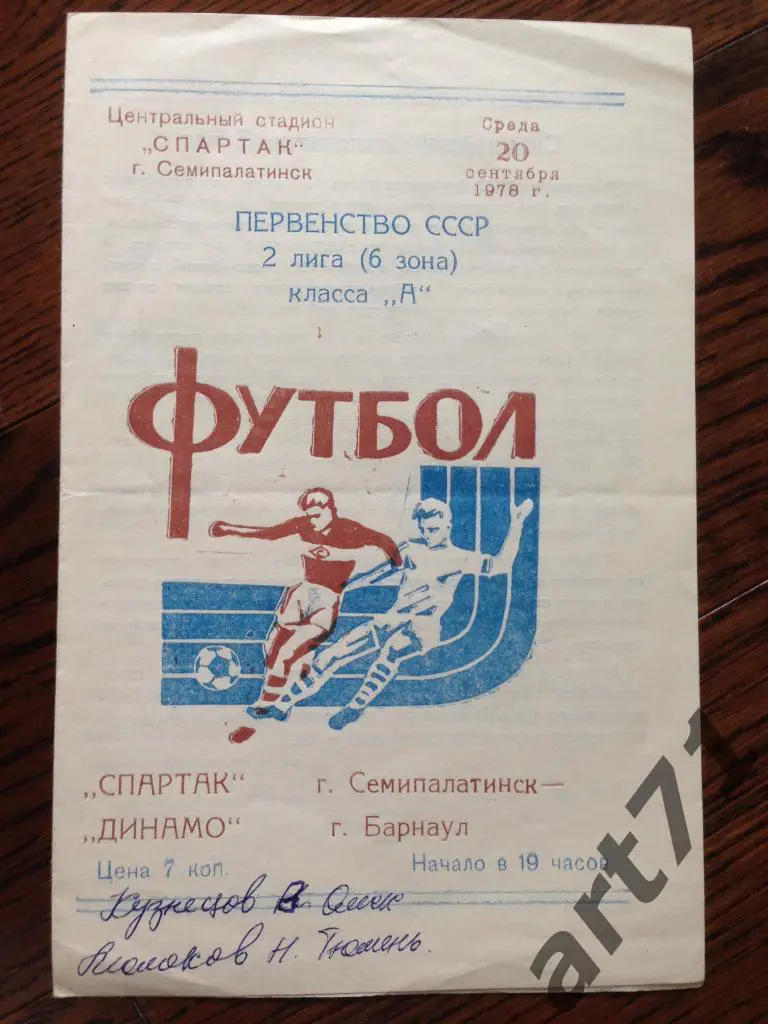 Центральный стадион
„СПАРТАК"
г. Семипалатинск
Среда
20
сентября
1978 г.
ПЕРВЕНСТВО СССР
2 лига (6 зона)
класса „А"
ФУТБОЛ
„СПАРТАК" г. Семипалатинск—
„ДИНАМО" г. Барнаул
Цена 7 коп. Начало в 19 часов
Кузнецов В. Омск
Молоков Н. Тюмень.
art71